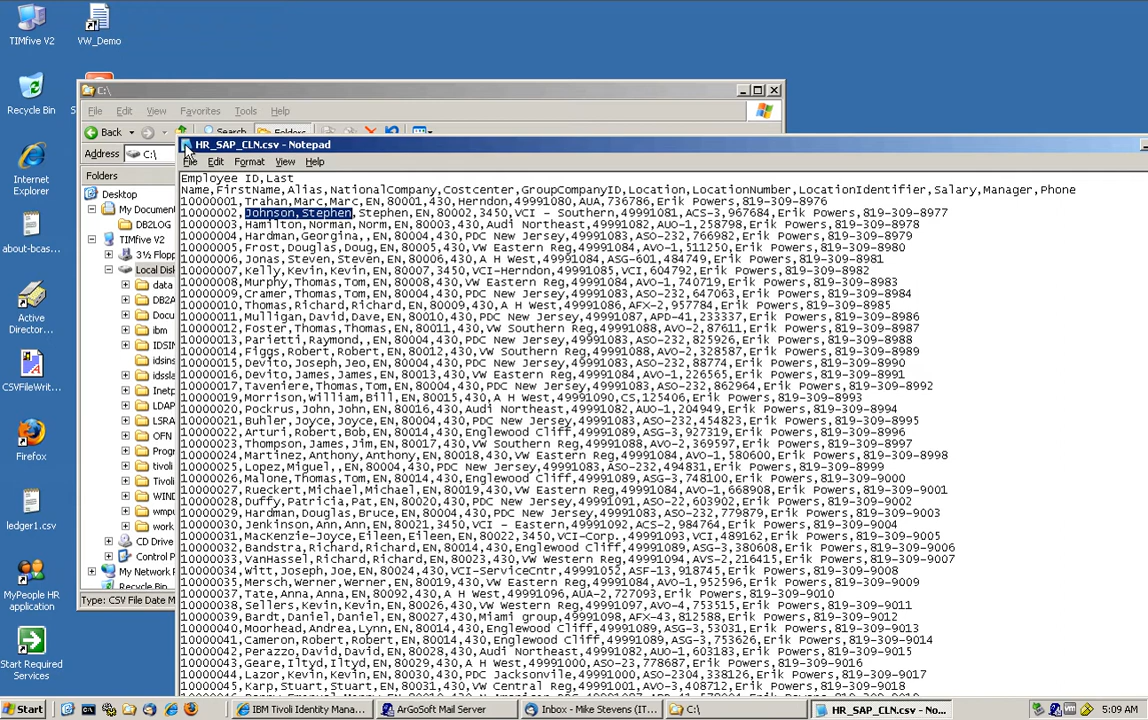 TIMfive V2
VW_Demo
Recycle Bin
Internet
Explorer
about-bcas...
Active
Director...
CSVFileWrit...
Firefox
ledger1.csv
MyPeople HR
application
Start Required
Services
C:\
File Edit View Favorites Tools Help
Back Search Folders
Address C:\
Folders
Desktop
My Document
DB2LOG
TIMfive V2
3½ Flopp
Local Disk
data
DB2A
Docu
ibm
IDSIN
idsins
idssla
Inetp
LDAP
LSRA
OFN
Progr
tivoli
Tivoli
WIND
wmpu
work
CD Drive
Control P
My Network
Recycle Bin
Type: CSV File Date M
HR_SAP_CLN.csv - Notepad
File Edit Format View Help
Employee ID,Last
Name,FirstName,Alias,NationalCompany,Costcenter,GroupCompanyID,Location,LocationNumber,LocationIdentifier,Salary,Manager,Phone
10000001,Trahan,Marc,Marc,EN,80001,430,Herndon,49991080,AUA,736786,Erik Powers,819-309-8976
10000002,Johnson,Stephen,Stephen,EN,80002,3450,VCI - Southern,49991081,ACS-3,967684,Erik Powers,819-309-8977
10000003,Hamilton,Norman,Norm,EN,80003,430,Audi Northeast,49991082,AUO-1,258798,Erik Powers,819-309-8978
10000004,Hardman,Georgina,,EN,80004,430,PDC New Jersey,49991083,ASO-232,766982,Erik Powers,819-309-8979
10000005,Frost,Douglas,Doug,EN,80005,430,VW Eastern Reg,49991084,AVO-1,511250,Erik Powers,819-309-8980
10000006,Jonas,Steven,Steven,EN,80006,430,A H West,49991084,ASG-601,484749,Erik Powers,819-309-8981
10000007,Kelly,Kevin,Kevin,EN,80007,3450,VCI-Herndon,49991085,VCI,604792,Erik Powers,819-309-8982
10000008,Murphy,Thomas,Tom,EN,80008,430,VW Eastern Reg,49991084,AVO-1,740719,Erik Powers,819-309-8983
10000009,Cramer,Thomas,Tom,EN,80004,430,PDC New Jersey,49991083,ASO-232,647063,Erik Powers,819-309-8984
10000010,Thomas,Richard,Richard,EN,80009,430,A H West,49991086,AFX-2,957784,Erik Powers,819-309-8985
10000011,Mulligan,David,Dave,EN,80010,430,PDC New Jersey,49991087,APD-41,233337,Erik Powers,819-309-8986
10000012,Foster,Thomas,Thomas,EN,80011,430,VW Southern Reg,49991088,AVO-2,87611,Erik Powers,819-309-8987
10000013,Parietti,Raymond,,EN,80004,430,PDC New Jersey,49991083,ASO-232,825926,Erik Powers,819-309-8988
10000014,Figgs,Robert,Robert,EN,80012,430,VW Southern Reg,49991088,AVO-2,328587,Erik Powers,819-309-8989
10000015,Devito,Joseph,Jeo,EN,80004,430,PDC New Jersey,49991083,ASO-232,388774,Erik Powers,819-309-8990
10000016,Devito,James,James,EN,80013,430,VW Eastern Reg,49991084,AVO-1,226565,Erik Powers,819-309-8991
10000017,Taveniere,Thomas,Tom,EN,80004,430,PDC New Jersey,49991083,ASO-232,862964,Erik Powers,819-309-8992
10000019,Morrison,William,Bill,EN,80015,430,A H West,49991090,CS,125406,Erik Powers,819-309-8993
10000020,Pockrus,John,John,EN,80016,430,Audi Northeast,49991082,AUO-1,204949,Erik Powers,819-309-8994
10000021,Buhler,Joyce,Joyce,EN,80004,430,PDC New Jersey,49991083,ASO-232,454823,Erik Powers,819-309-8995
10000022,Arturi,Robert,Bob,EN,80014,430,Englewood Cliff,49991089,ASG-3,927319,Erik Powers,819-309-8996
10000023,Thompson,James,Jim,EN,80017,430,VW Southern Reg,49991088,AVO-2,369597,Erik Powers,819-309-8997
10000024,Martinez,Anthony,Anthony,EN,80018,430,VW Eastern Reg,49991084,AVO-1,580600,Erik Powers,819-309-8998
10000025,Lopez,Miguel,,EN,80004,430,PDC New Jersey,49991083,ASO-232,494831,Erik Powers,819-309-8999
10000026,Malone,Thomas,Tom,EN,80014,430,Englewood Cliff,49991089,ASG-3,748100,Erik Powers,819-309-9000
10000027,Rueckert,Michael,Michael,EN,80019,430,VW Eastern Reg,49991084,AVO-1,668908,Erik Powers,819-309-9001
10000028,Duffy,Patricia,Pat,EN,80020,430,PDC New Jersey,49991091,ASO-22,603902,Erik Powers,819-309-9002
10000029,Hardman,Douglas,Bruce,EN,80004,430,PDC New Jersey,49991083,ASO-232,779879,Erik Powers,819-309-9003
10000030,Jenkinson,Ann,Ann,EN,80021,3450,VCI - Eastern,49991092,ACS-2,984764,Erik Powers,819-309-9004
10000031,MacKenzie-Joyce,Eileen,Eileen,EN,80022,3450,VCI-Corp.,49991093,VCI,489162,Erik Powers,819-309-9005
10000032,Bandstra,Richard,Richard,EN,80014,430,Englewood Cliff,49991089,ASG-3,380608,Erik Powers,819-309-9006
10000033,VanHassel,Richard,Richard,EN,80023,430,VW Eastern Reg,49991094,AVS-2,216415,Erik Powers,819-309-9007
10000034,Witt,Joseph,Joe,EN,80024,430,VCI-ServiceCntr,49991052,ASF-13,918745,Erik Powers,819-309-9008
10000035,Mersch,Werner,Werner,EN,80019,430,VW Eastern Reg,49991084,AVO-1,952596,Erik Powers,819-309-9009
10000037,Tate,Anna,Anna,EN,80092,430,A H West,49991096,AUA-2,727093,Erik Powers,819-309-9010
10000038,Sellers,Kevin,Kevin,EN,80026,430,VW Western Reg,49991097,AVO-4,753515,Erik Powers,819-309-9011
10000039,Bardt,Daniel,Daniel,EN,80027,430,Miami group,49991098,AFX-43,812588,Erik Powers,819-309-9012
10000040,Moorhead,Andrea,Lynn,EN,80014,430,Englewood Cliff,49991089,ASG-3,53031,Erik Powers,819-309-9013
10000041,Cameron,Robert,Robert,EN,80014,430,Englewood Cliff,49991089,ASG-3,753626,Erik Powers,819-309-9014
10000042,Perazzo,David,David,EN,80028,430,Audi Northeast,49991082,AUO-1,603183,Erik Powers,819-309-9015
10000043,Geare,Iltyd,Iltyd,EN,80029,430,A H West,49991000,ASO-23,778687,Erik Powers,819-309-9016
10000044,Lazor,Kevin,Kevin,EN,80030,430,PDC Jacksonvile,49991024,ASO-2304,338139,Erik Powers,819-309-9017
10000045,Karp,Stuart,Stuart,EN,80031,430,VW Central Reg,49991001,AVO-3,408712,Erik Powers,819-309-9018
Start IBM Tivoli Identity Mana... ArGoSoft Mail Server Inbox - Mike Stevens (IT... C:\ HR_SAP_CLN.csv - No... 5:09 AM